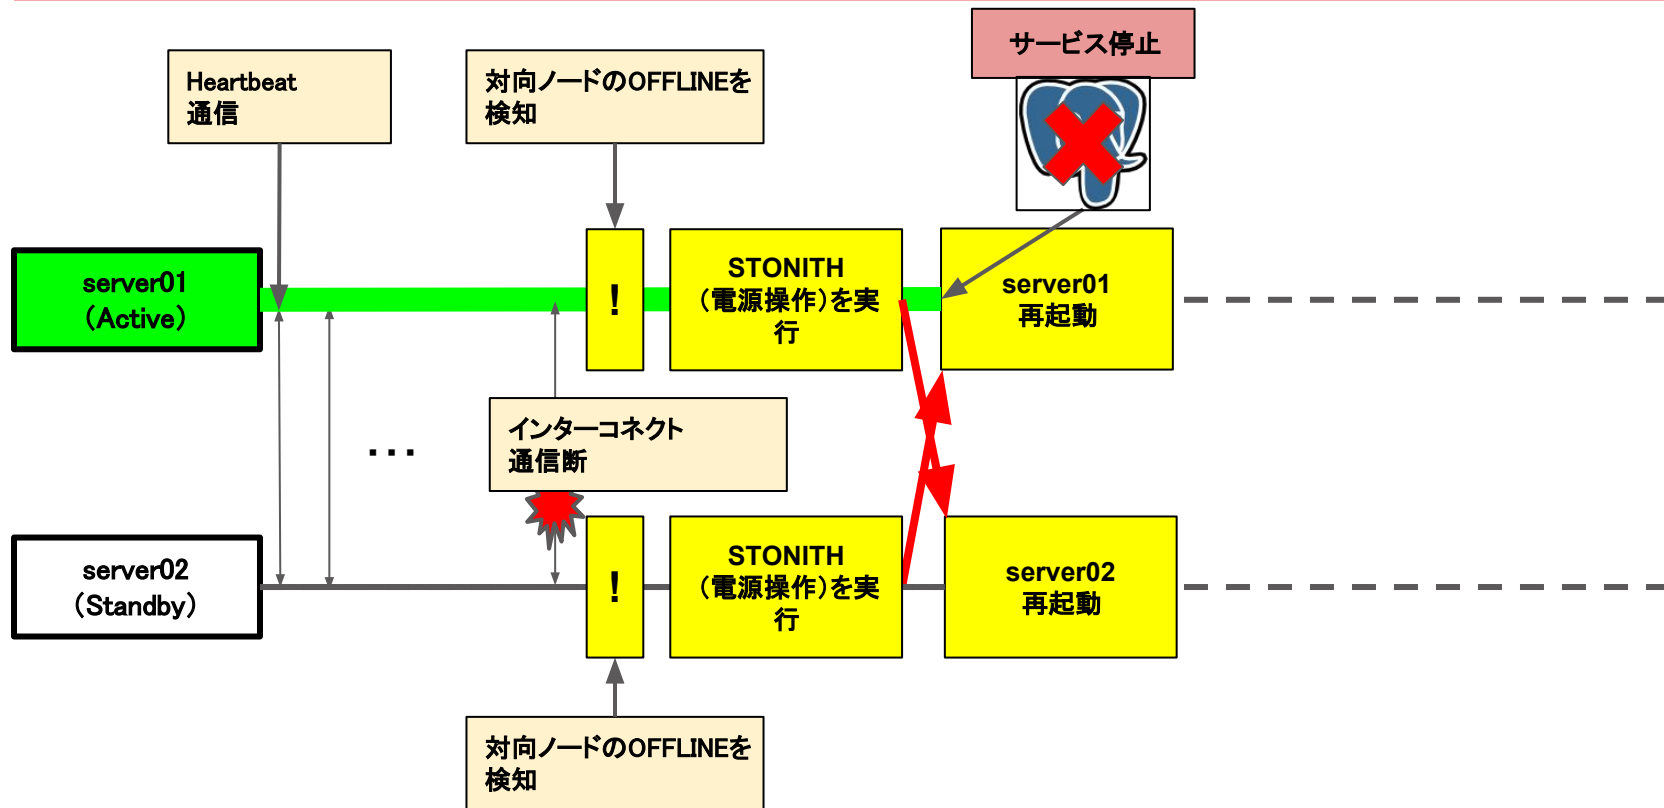 サービス停止
Heartbeat
通信
対向ノードのOFFLINEを
検知
server01
（Active）
!
STONITH
（電源操作）を実
行
server01
再起動
インターコネクト
通信断
...
server02
（Standby）
!
STONITH
（電源操作）を実
行
server02
再起動
対向ノードのOFFLINEを
検知